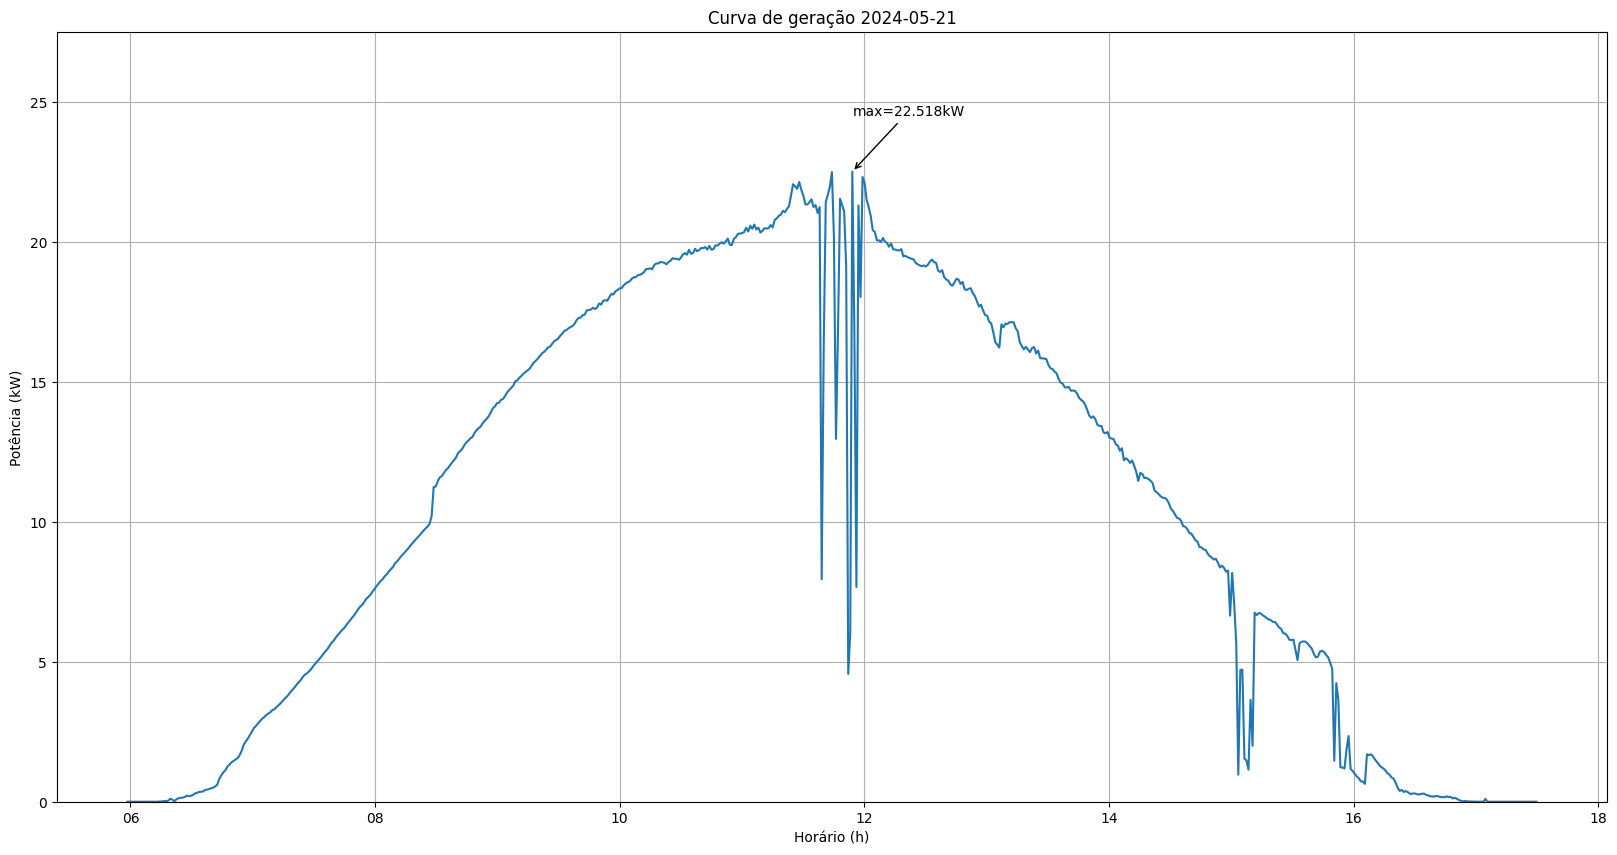 Curva de geração 2024-05-21
max=22.518kW
25
20
15
10
5
0
Potência (kW)
06 08 10 12 14 16 18
Horário (h)